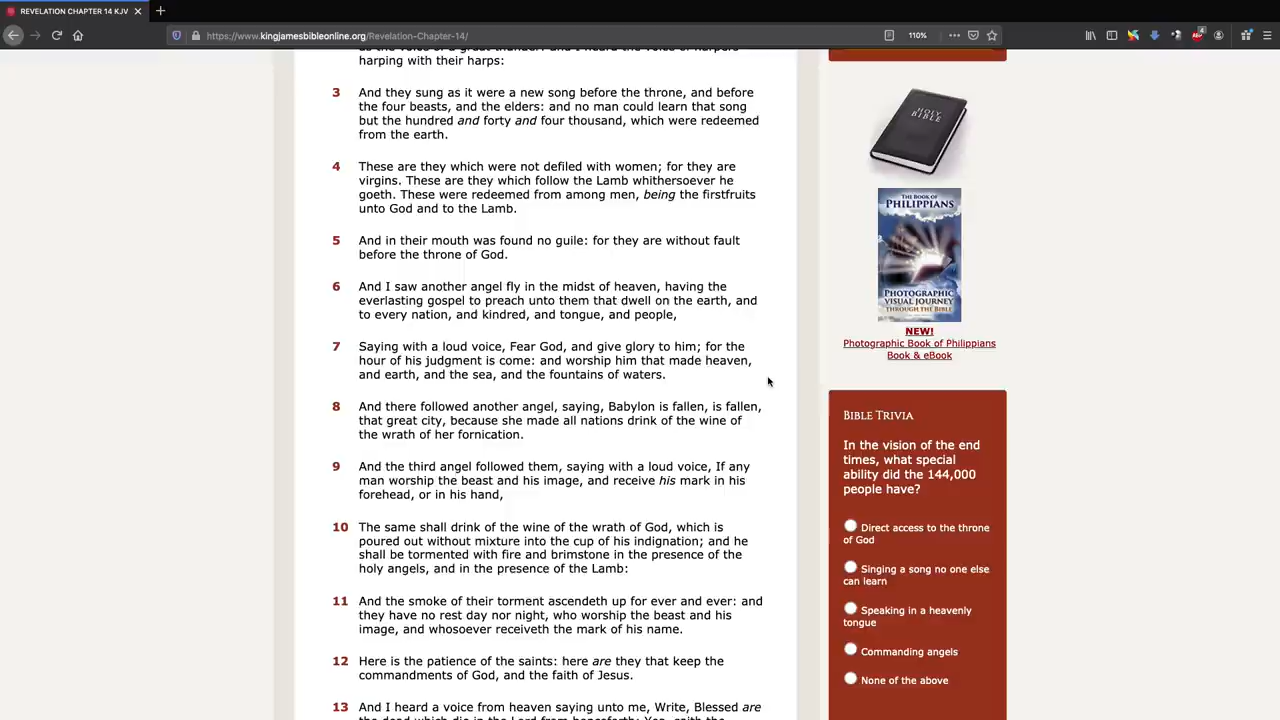 REVELATION CHAPTER 14 KJV
https://www.kingjamesbibleonline.org/Revelation-Chapter-14/
110%
harping with their harps:
3 And they sung as it were a new song before the throne, and before
the four beasts, and the elders: and no man could learn that song
but the hundred and forty and four thousand, which were redeemed
from the earth.
4 These are they which were not defiled with women; for they are
virgins. These are they which follow the Lamb whithersoever he
goeth. These were redeemed from among men, being the firstfruits
unto God and to the Lamb.
5 And in their mouth was found no guile: for they are without fault
before the throne of God.
6 And I saw another angel fly in the midst of heaven, having the
everlasting gospel to preach unto them that dwell on the earth, and
to every nation, and kindred, and tongue, and people,
7 Saying with a loud voice, Fear God, and give glory to him; for the
hour of his judgment is come: and worship him that made heaven,
and earth, and the sea, and the fountains of waters.
8 And there followed another angel, saying, Babylon is fallen, is fallen,
that great city, because she made all nations drink of the wine of
the wrath of her fornication.
9 And the third angel followed them, saying with a loud voice, If any
man worship the beast and his image, and receive his mark in his
forehead, or in his hand,
10 The same shall drink of the wine of the wrath of God, which is
poured out without mixture into the cup of his indignation; and he
shall be tormented with fire and brimstone in the presence of the
holy angels, and in the presence of the Lamb:
11 And the smoke of their torment ascendeth up for ever and ever: and
they have no rest day nor night, who worship the beast and his
image, and whosoever receiveth the mark of his name.
12 Here is the patience of the saints: here are they that keep the
commandments of God, and the faith of Jesus.
13 And I heard a voice from heaven saying unto me, Write, Blessed are
HOLY
BIBLE
THE BOOK OF
PHILIPPIANS
PHOTOGRAPHIC
VISUAL JOURNEY
THROUGH THE BIBLE
NEW!
Photographic Book of Philippians
Book & eBook
BIBLE TRIVIA
In the vision of the end
times, what special
ability did the 144,000
people have?
Direct access to the throne
of God
Singing a song no one else
can learn
Speaking in a heavenly
tongue
Commanding angels
None of the above